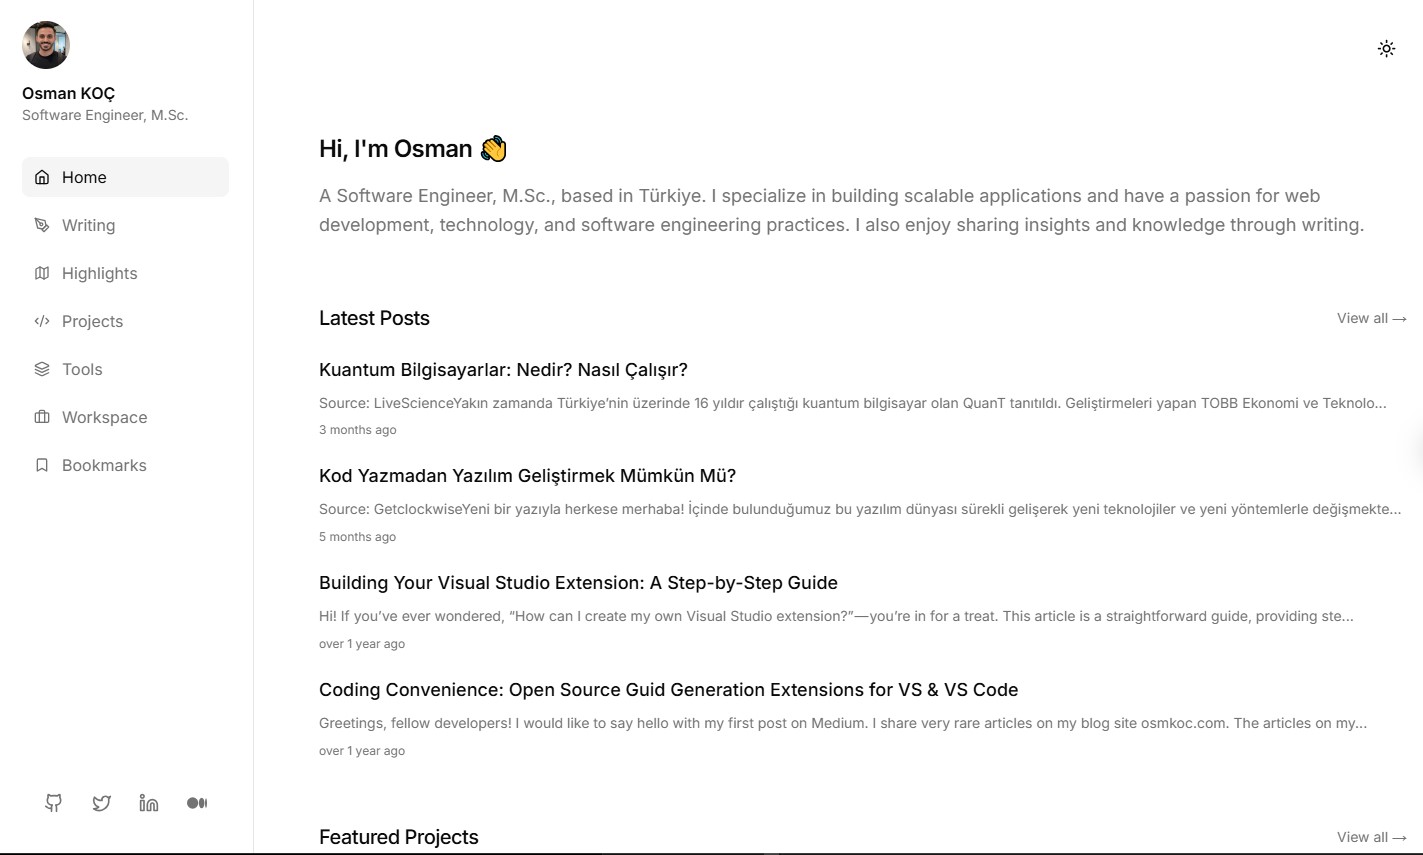 Osman KOÇ
Software Engineer, M.Sc.
Home
Writing
Highlights
Projects
Tools
Workspace
Bookmarks
Hi, I'm Osman 👋
A Software Engineer, M.Sc., based in Türkiye. I specialize in building scalable applications and have a passion for web
development, technology, and software engineering practices. I also enjoy sharing insights and knowledge through writing.
Latest Posts
View all →
Kuantum Bilgisayarlar: Nedir? Nasıl Çalışır?
Source: LiveScienceYakın zamanda Türkiye’nin üzerinde 16 yıldır çalıştığı kuantum bilgisayar olan QuanT tanıtıldı. Geliştirmeleri yapan TOBB Ekonomi ve Teknolo...
3 months ago
Kod Yazmadan Yazılım Geliştirmek Mümkün Mü?
Source: GetclockwiseYeni bir yazıyla herkese merhaba! İçinde bulunduğumuz bu yazılım dünyası sürekli gelişerek yeni teknolojiler ve yeni yöntemlerle değişmekte...
5 months ago
Building Your Visual Studio Extension: A Step-by-Step Guide
Hi! If you’ve ever wondered, “How can I create my own Visual Studio extension?”—you’re in for a treat. This article is a straightforward guide, providing ste...
over 1 year ago
Coding Convenience: Open Source Guid Generation Extensions for VS & VS Code
Greetings, fellow developers! I would like to say hello with my first post on Medium. I share very rare articles on my blog site osmkoc.com. The articles on my...
over 1 year ago
Featured Projects
View all →